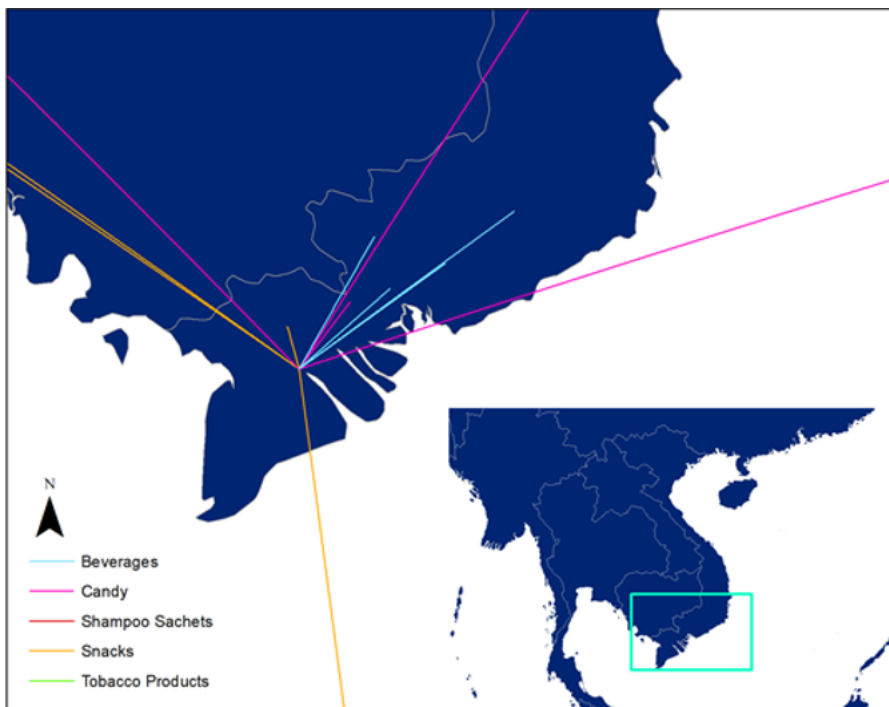 N
Beverages
Candy
Shampoo Sachets
Snacks
Tobacco Products